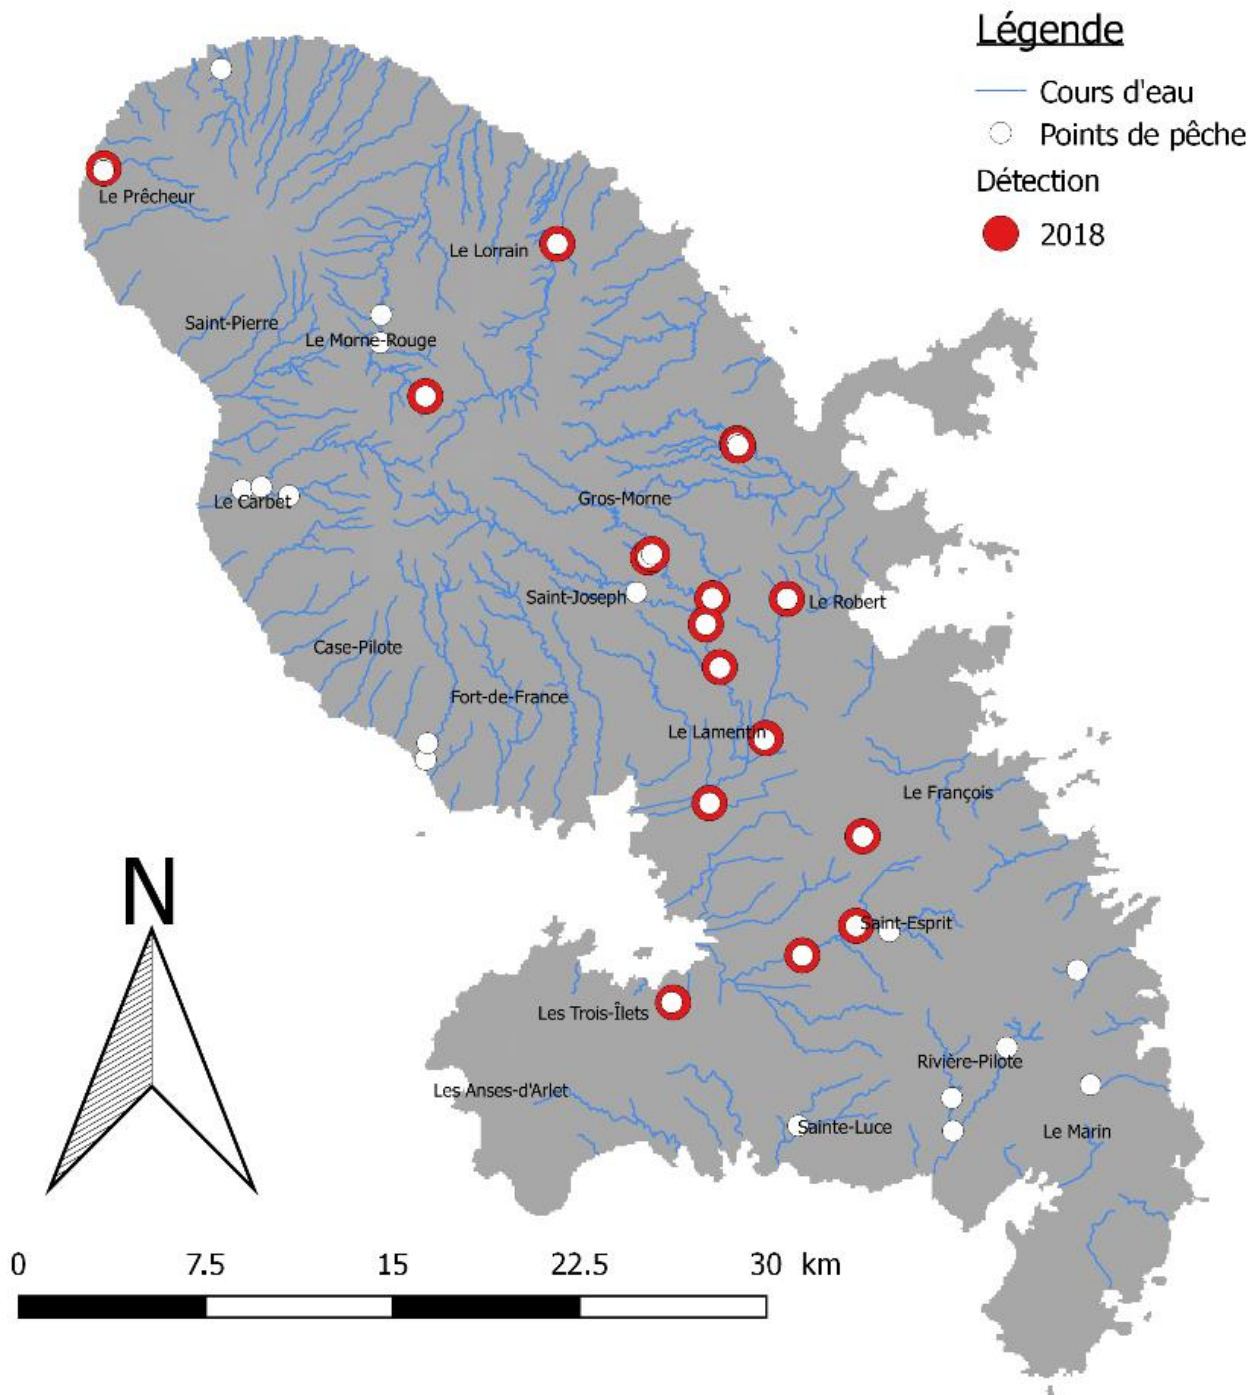 Légende
Cours d'eau
Points de pêche
Détection
2018
Le Prêcheur
Le Lorrain
Saint-Pierre
Le Morne-Rouge
Le Carbet
Gros-Morne
Saint-Joseph
Le Robert
Case-Pilote
Fort-de-France
Le Lamentin
Le François
N
Saint-Esprit
Les Trois-Îlets
Rivière-Pilote
Les Anses-d'Arlet
Sainte-Luce
Le Marin
0 7.5 15 22.5 30 km